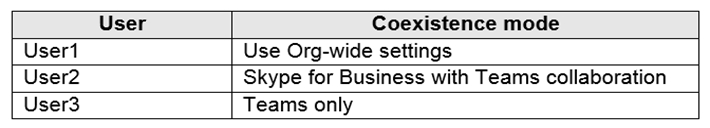 User Coexistence mode
User1 Use Org-wide settings
User2 Skype for Business with Teams collaboration
User3 Teams only